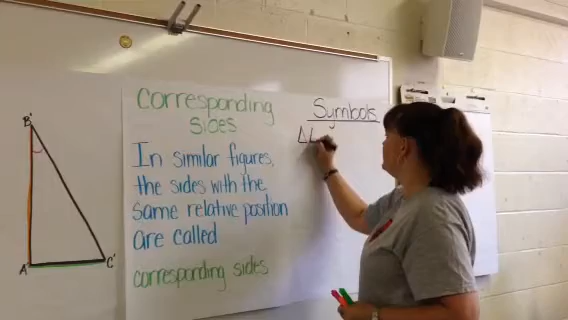 B'
A'
C'
Corresponding
sides
In similar figures,
the sides with the
same relative position
are called
corresponding sides
Symbols